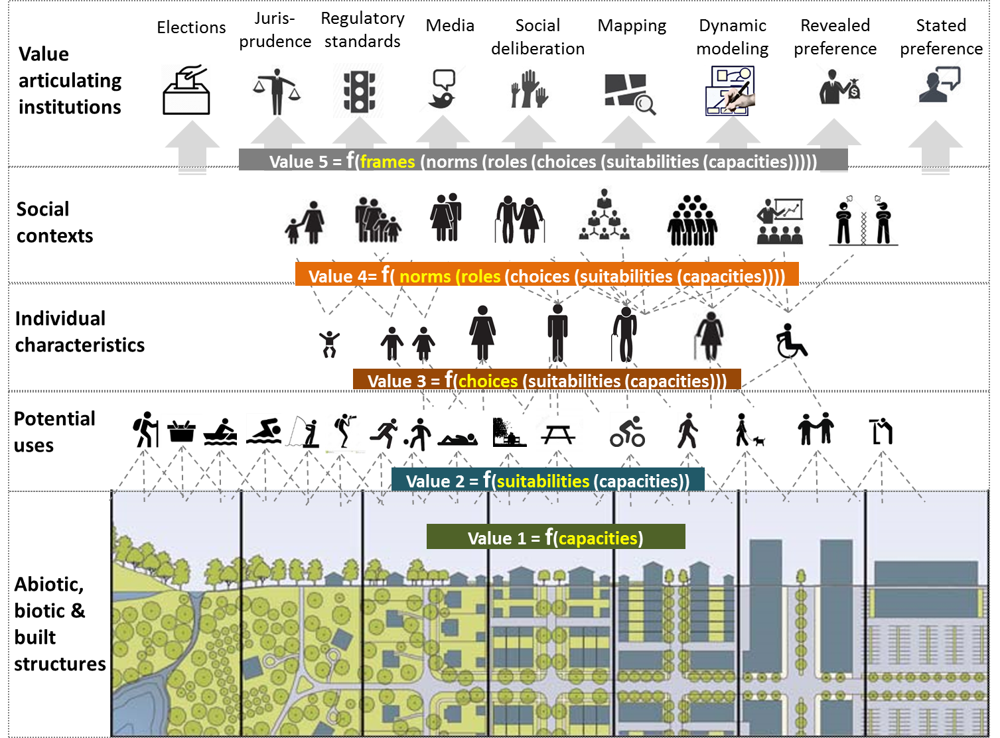 Elections
Juris-
prudence
Regulatory
standards
Media
Social
deliberation
Mapping
Dynamic
modeling
Revealed
preference
Stated
preference
Value
articulating
institutions
$
Value 5 = f(frames (norms (roles (choices (suitabilities (capacities)))))
Social
contexts
Value 4= f( norms (roles (choices (suitabilities (capacities))))
Individual
characteristics
Value 3 = f(choices (suitabilities (capacities)))
Potential
uses
Value 2 = f(suitabilities (capacities))
Value 1 = f(capacities)
Abiotic,
biotic &
built
structures